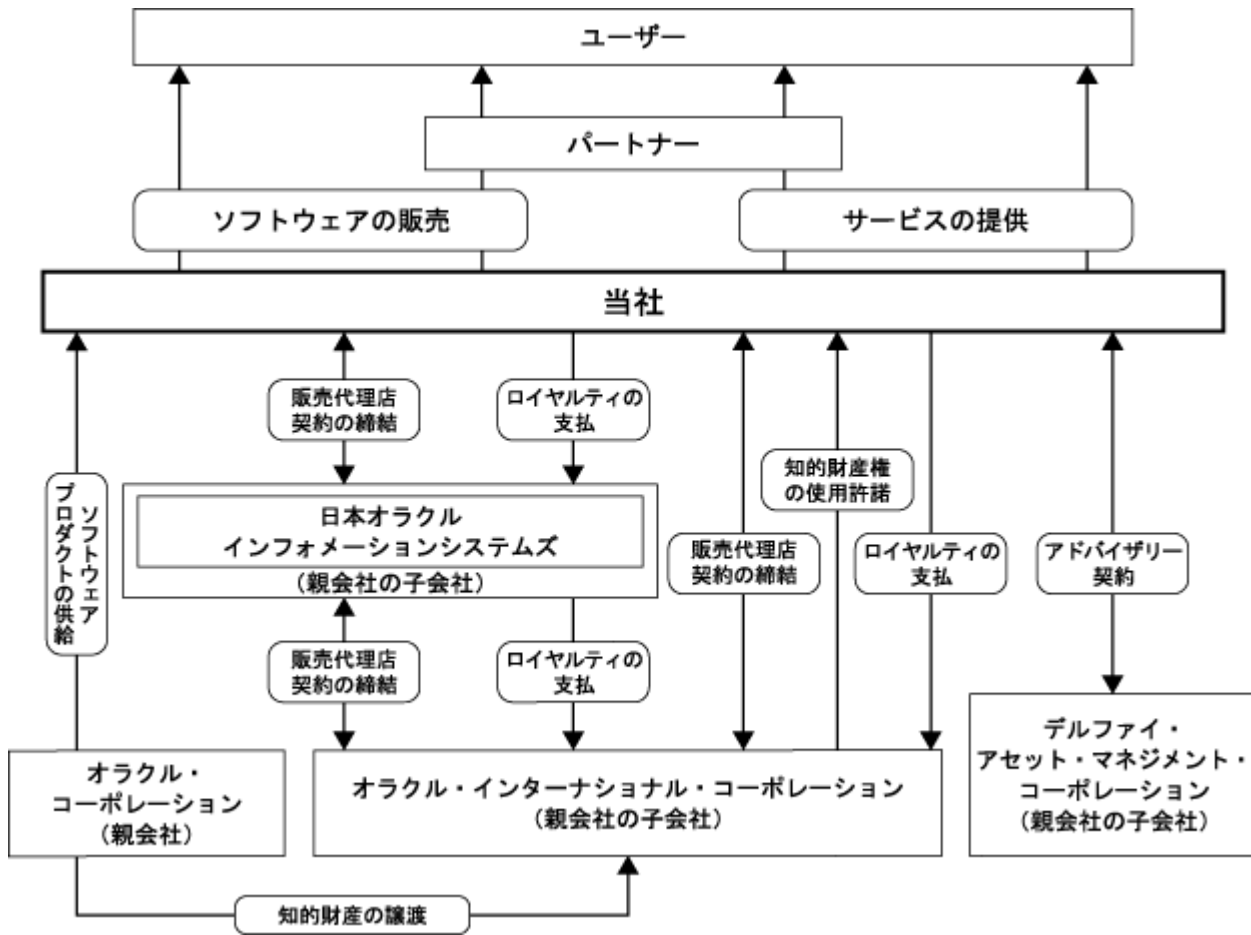 ユーザー
パートナー
ソフトウェアの販売
サービスの提供
当社
販売代理店
契約の締結
ロイヤルティの
支払
知的財産権
の使用許諾
ソフトウェア
プロダクトの供給
日本オラクル
インフォメーションシステムズ
（親会社の子会社）
販売代理店
契約の締結
ロイヤルティの
支払
アドバイザリー
契約
販売代理店
契約の締結
ロイヤルティの
支払
オラクル・
コーポレーション
（親会社）
オラクル・インターナショナル・コーポレーション
（親会社の子会社）
デルファイ・
アセット・マネジメント・
コーポレーション
（親会社の子会社）
知的財産の譲渡